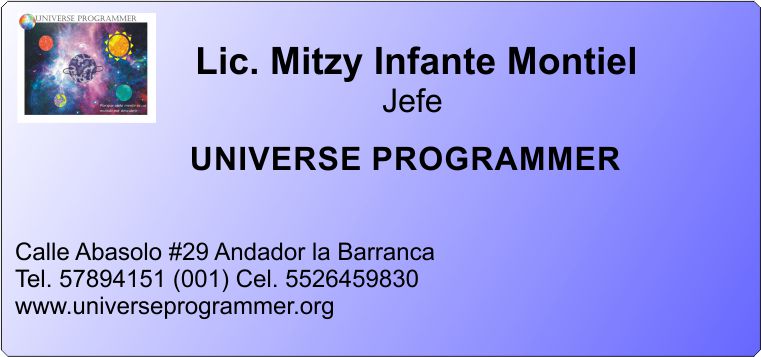 UNIVERSE PROGRAMMER
Lic. Mitzy Infante Montiel
Jefe
UNIVERSE PROGRAMMER
Calle Abasolo #29 Andador la Barranca
Tel. 57894151 (001) Cel. 5526459830
www.universeprogrammer.org